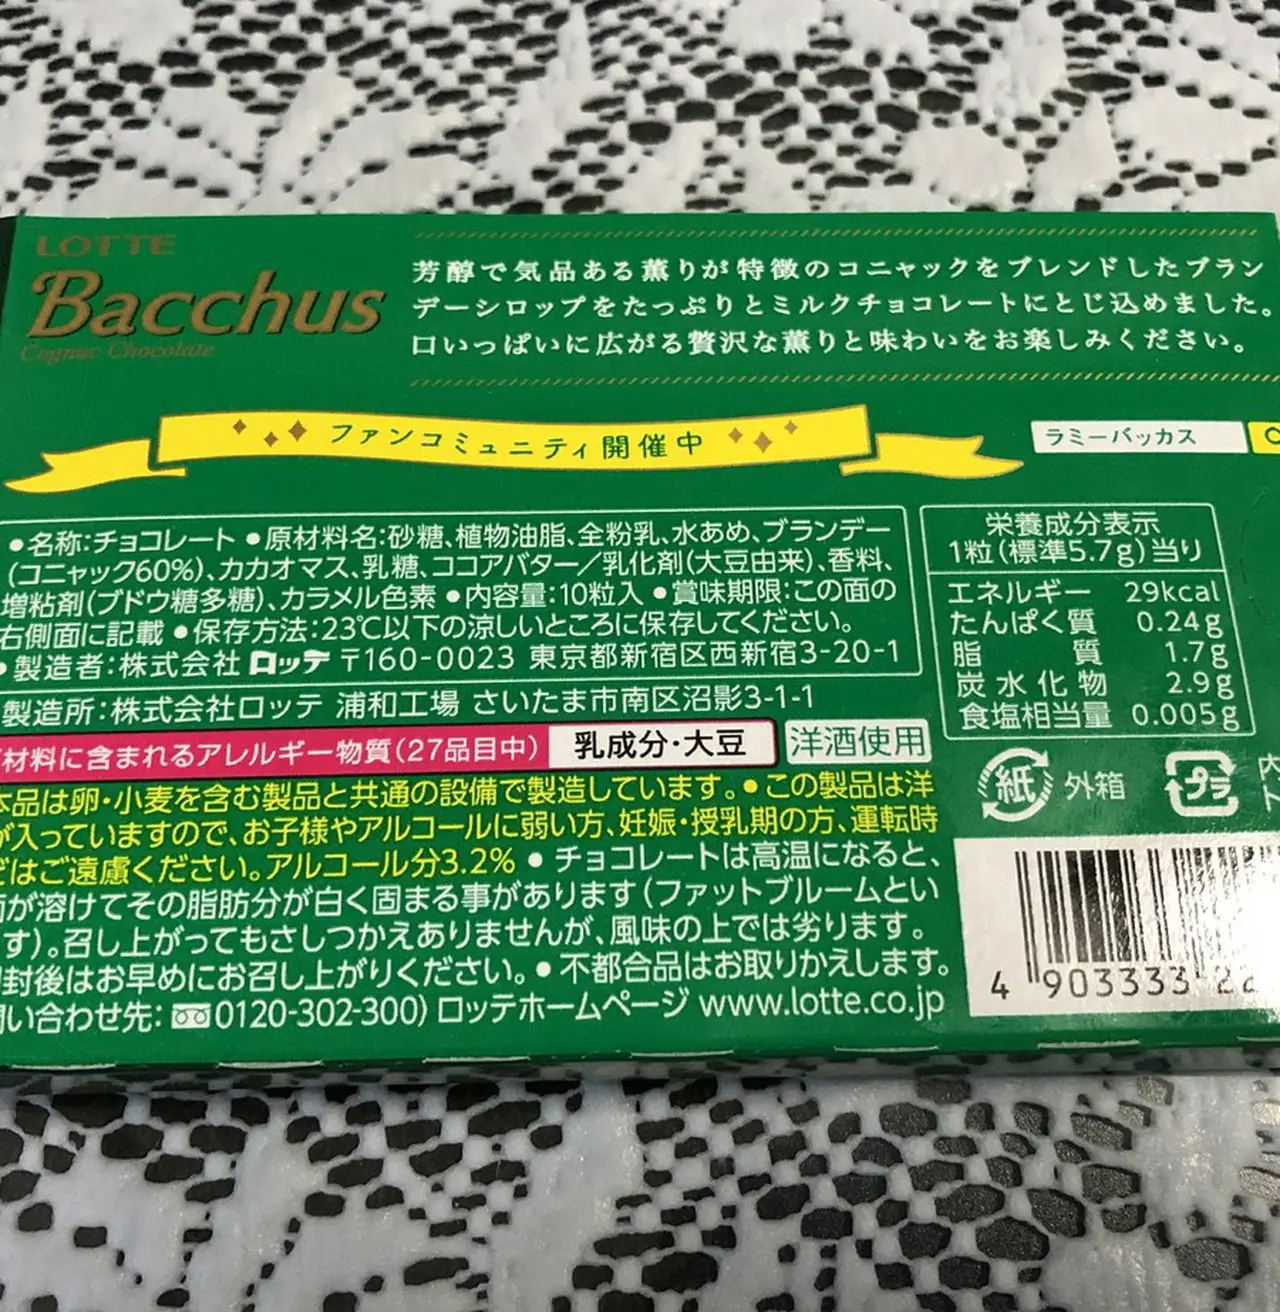 LOTTE
Bacchus
Cognac Chocolate
芳醇で気品ある薫りが特徴のコニャックをブレンドしたブラン
デーシロップをたっぷりとミルクチョコレートにとじ込めました。
口いっぱいに広がる贅沢な薫りと味わいをお楽しみください。
ファンコミュニティ開催中
ラミーバッカス
●名称:チョコレート ●原材料名:砂糖、植物油脂、全粉乳、水あめ、ブランデー
(コニャック60%)、カカオマス、乳糖、ココアバター/乳化剤(大豆由来)、香料、
増粘剤(ブドウ糖多糖)、カラメル色素 ●内容量:10粒入 ●賞味期限:この面の
右側面に記載 ●保存方法:23℃以下の涼しいところに保存してください。
●製造者:株式会社 ロッテ 〒160-0023 東京都新宿区西新宿3-20-1
製造所:株式会社ロッテ 浦和工場 さいたま市南区沼影3-1-1
材料に含まれるアレルギー物質(27品目中) 乳成分・大豆 洋酒使用
本品は卵・小麦を含む製品と共通の設備で製造しています。●この製品は洋
が入っていますので、お子様やアルコールに弱い方、妊娠・授乳期の方、運転時
どはご遠慮ください。アルコール分3.2% ●チョコレートは高温になると、
が溶けてその脂肪分が白く固まる事があります(ファットブルームとい
す)。召し上がってもさしつかえありませんが、風味の上では劣ります。
封後はお早めにお召し上がりください。●不都合品はお取りかえします。
い合わせ先:0120-302-300) ロッテホームページ www.lotte.co.jp
栄養成分表示
1粒(標準5.7g)当り
エネルギー 29kcal
たんぱく質 0.24g
脂質 1.7g
炭水化物 2.9g
食塩相当量 0.005g
紙 外箱 プラ
4 903333 22